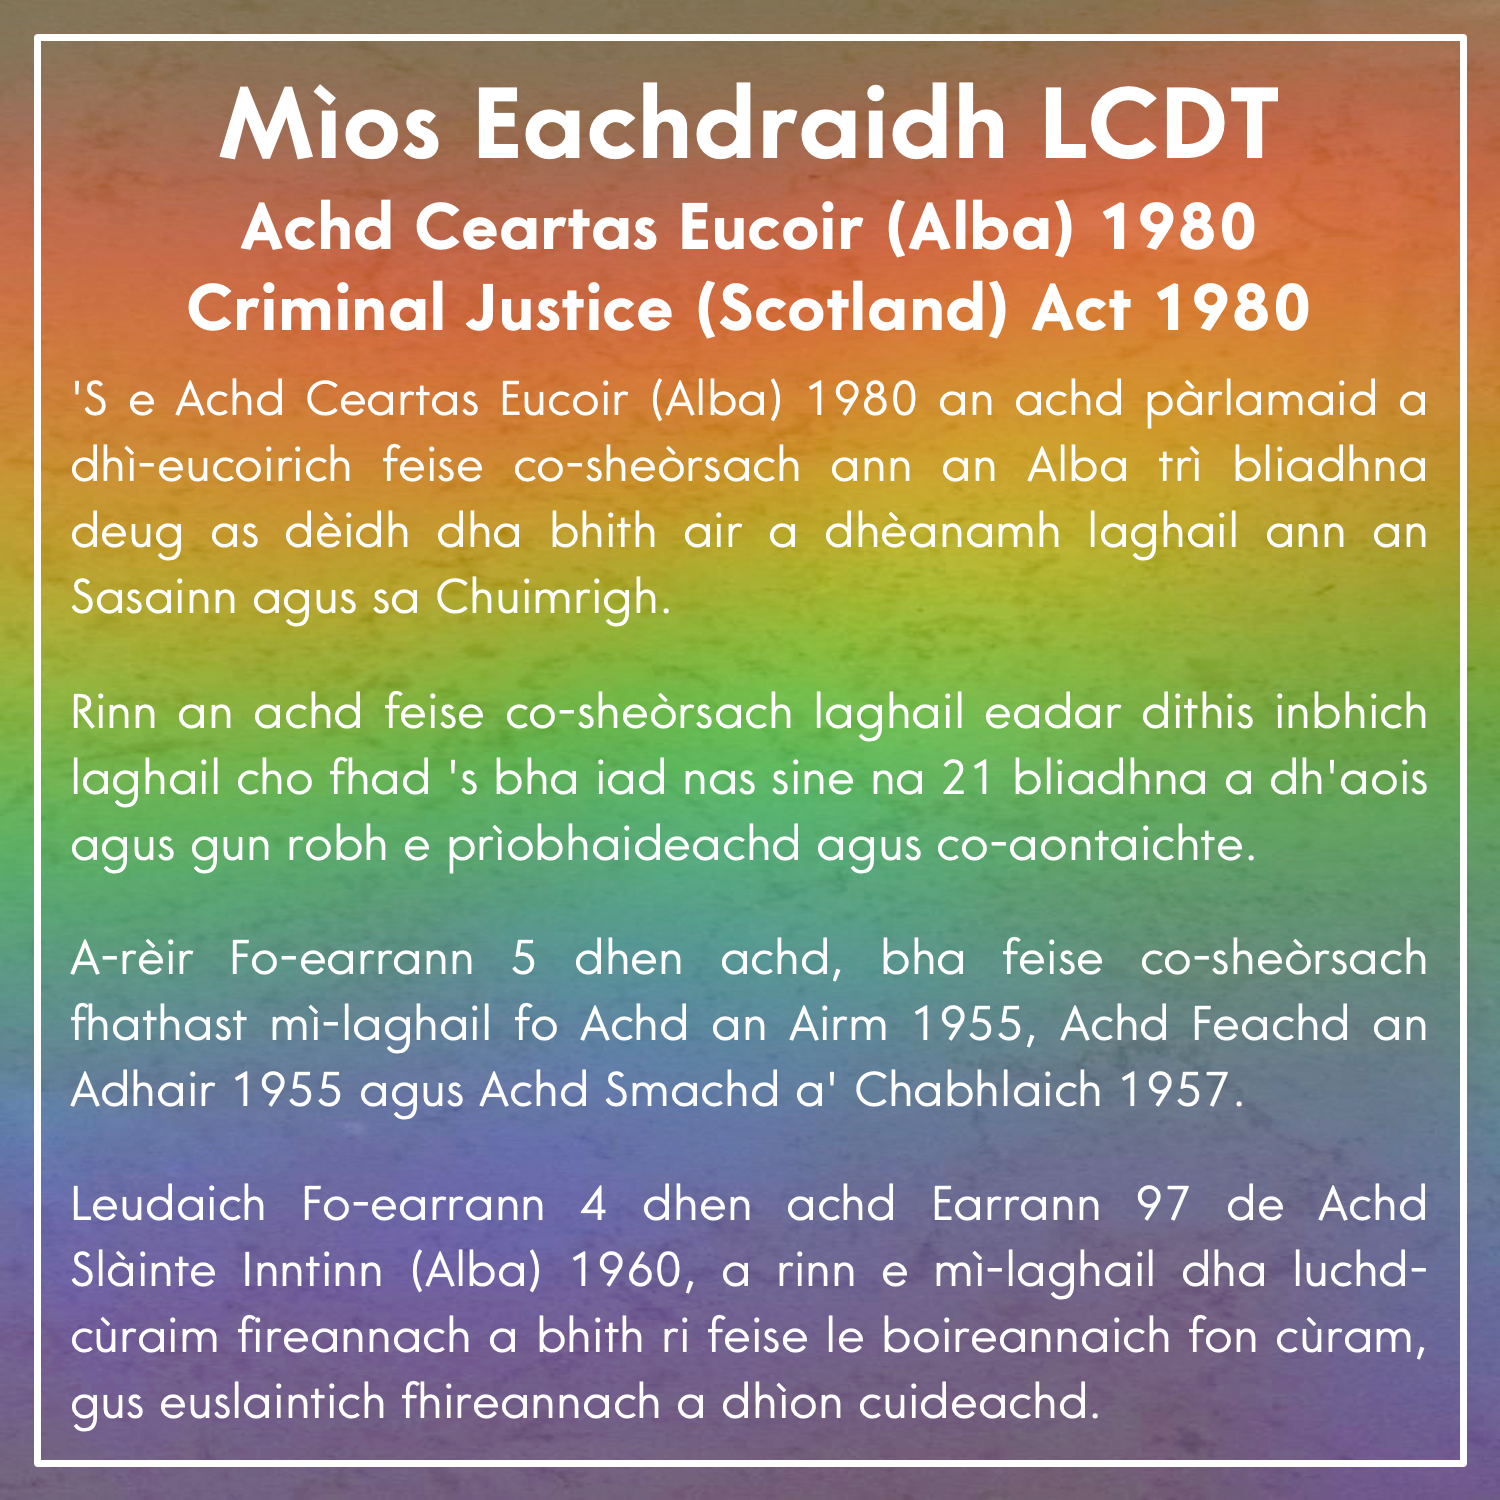 Mìos Eachdraidh LCDT
Achd Ceartas Eucoir (Alba) 1980
Criminal Justice (Scotland) Act 1980
'S e Achd Ceartas Eucoir (Alba) 1980 an achd pàrlamaid a
dhì-eucoirich feise co-sheòrsach ann an Alba trì bliadhna
deug as dèidh dha bhith air a dhèanamh laghail ann an
Sasainn agus sa Chuimrigh.
Rinn an achd feise co-sheòrsach laghail eadar dithis inbhich
laghail cho fhad 's bha iad nas sine na 21 bliadhna a dh'aois
agus gun robh e prìobhaideachd agus co-aontaichte.
A-rèir Fo-earrann 5 dhen achd, bha feise co-sheòrsach
fhathast mì-laghail fo Achd an Airm 1955, Achd Feachd an
Adhair 1955 agus Achd Smachd a' Chabhlaich 1957.
Leudaich Fo-earrann 4 dhen achd Earrann 97 de Achd
Slàinte Inntinn (Alba) 1960, a rinn e mì-laghail dha luchd-
cùraim fireannach a bhith ri feise le boireannaich fon cùram,
gus euslaintich fhireannach a dhìon cuideachd.